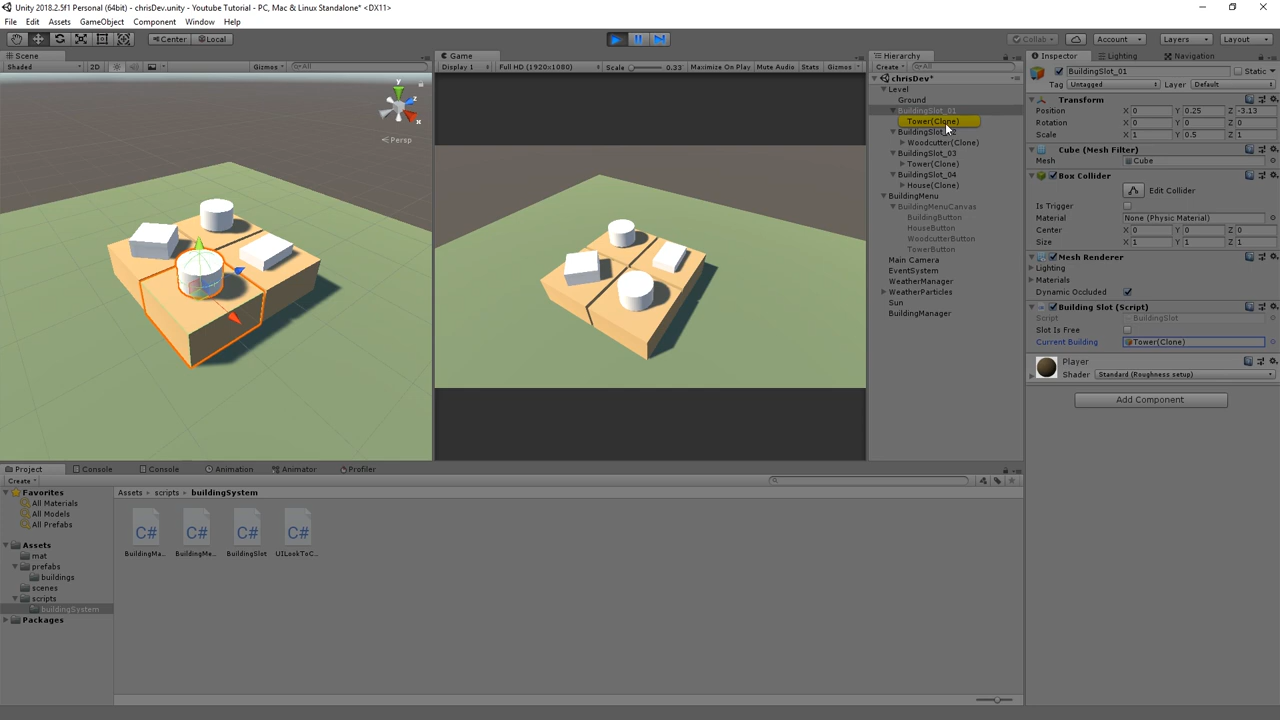 Unity 2018.2.5f1 Personal (64bit) - chrisDev.unity - Youtube Tutorial - PC, Mac & Linux Standalone* <DX11>
File Edit Assets GameObject Component Window Help
Center Local Collab Account Layers Layout
Scene
Shaded 2D Gizmos All
y z x
Persp
Game
Display 1 Full HD (1920x1080) Scale 0.33 Maximize On Play Mute Audio Stats Gizmos
Hierarchy
Create All
chrisDev*
Level
Ground
BuildingSlot_01
Tower(Clone)
BuildingSlot_02
Woodcutter(Clone)
BuildingSlot_03
Tower(Clone)
BuildingSlot_04
House(Clone)
BuildingMenu
BuildingMenuCanvas
BuildingButton
HouseButton
WoodcutterButton
TowerButton
Main Camera
EventSystem
WeatherManager
WeatherParticles
Sun
BuildingManager
Inspector Lighting Navigation
BuildingSlot_01 Static
Tag Untagged Layer Default
Transform
Position X 0 Y 0.25 Z -3.13
Rotation X 0 Y 0 Z 0
Scale X 1 Y 0.5 Z 1
Cube (Mesh Filter)
Mesh Cube
Box Collider
Edit Collider
Is Trigger
Material None (Physic Material)
Center X 0 Y 0 Z 0
Size X 1 Y 1 Z 1
Mesh Renderer
Lighting
Materials
Dynamic Occluded
Building Slot (Script)
Script BuildingSlot
Slot Is Free
Current Building Tower(Clone)
Player
Shader Standard (Roughness setup)
Add Component
Project Console Console Animation Animator Profiler
Create
Favorites
All Materials
All Models
All Prefabs
Assets
mat
prefabs
buildings
scenes
scripts
buildingSystem
Packages
Assets scripts buildingSystem
C# C# C# C#
BuildingMa... BuildingMe... BuildingSlot UILookToC...